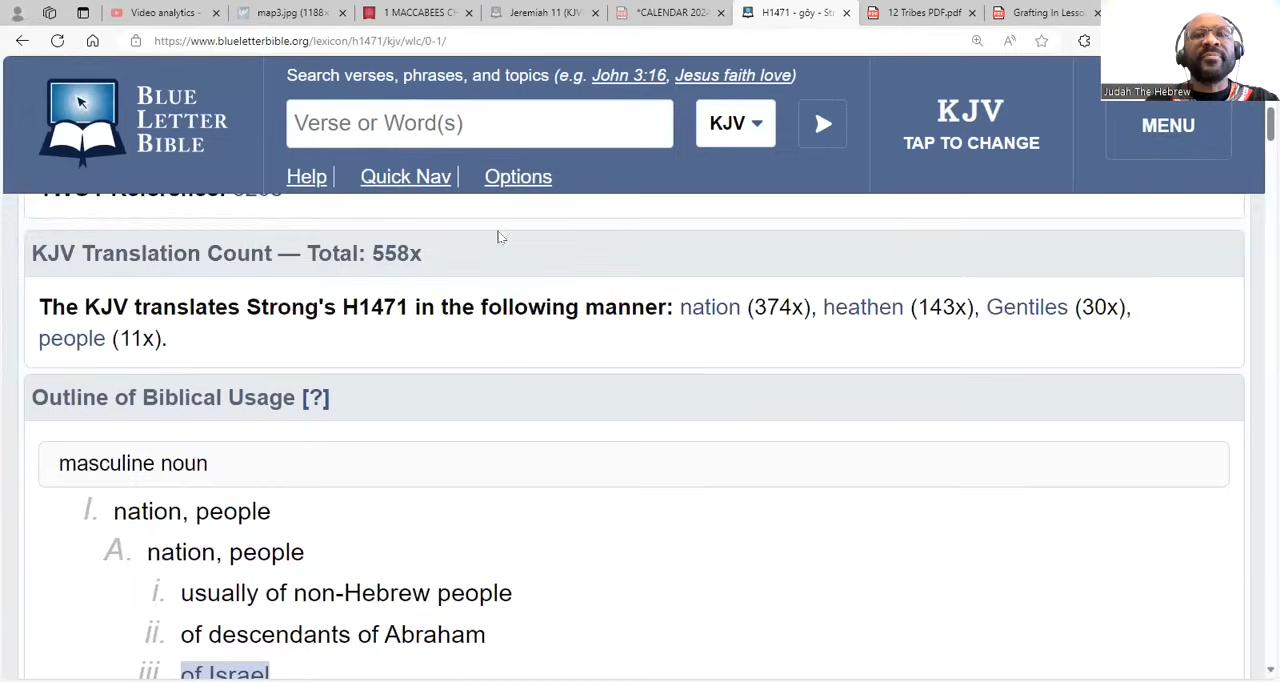 Video analytics -
map3.jpg (1188×
1 MACCABEES CH
Jeremiah 11 (KJV
*CALENDAR 2024
H1471 - gôy - Str
12 Tribes PDF.pdf
Grafting In Lesso
https://www.blueletterbible.org/lexicon/h1471/kjv/wlc/0-1/
Judah The Hebrew
BLUE
LETTER
BIBLE
Search verses, phrases, and topics (e.g. John 3:16, Jesus faith love)
Verse or Word(s)
KJV
KJV
TAP TO CHANGE
MENU
Help
Quick Nav
Options
KJV Translation Count — Total: 558x
The KJV translates Strong's H1471 in the following manner: nation (374x), heathen (143x), Gentiles (30x),
people (11x).
Outline of Biblical Usage [?]
masculine noun
I. nation, people
A. nation, people
i. usually of non-Hebrew people
ii. of descendants of Abraham
iii. of Israel